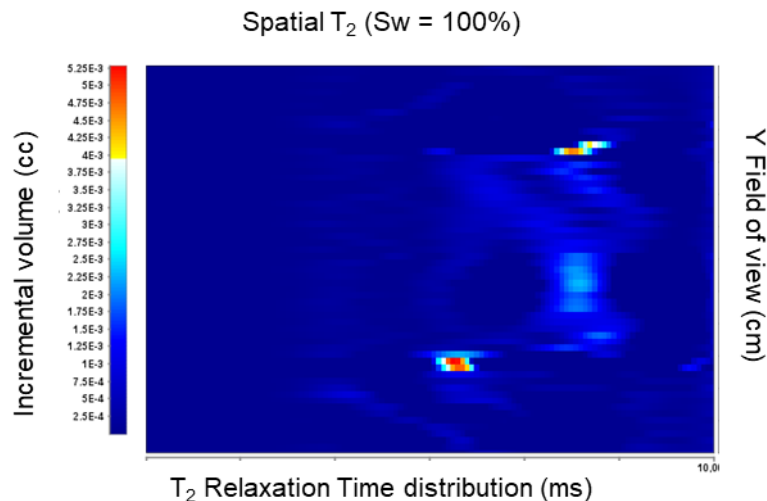 Spatial T₂ (Sw = 100%)
Incremental volume (cc)
5.25E-3
5E-3
4.75E-3
4.5E-3
4.25E-3
4E-3
3.75E-3
3.5E-3
3.25E-3
3E-3
2.75E-3
2.5E-3
2.25E-3
2E-3
1.75E-3
1.5E-3
1.25E-3
1E-3
7.5E-4
5E-4
2.5E-4
Y Field of view (cm)
10,0
T₂ Relaxation Time distribution (ms)